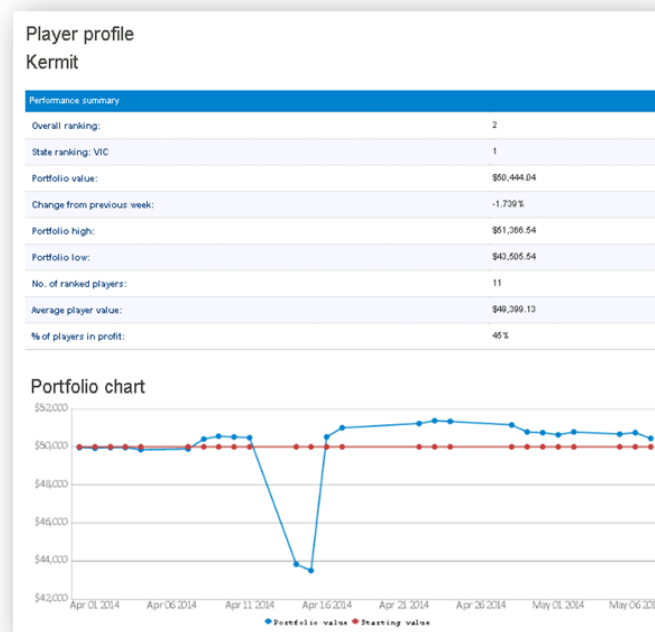 Player profile
Kermit
Performance summary
Overall ranking: 2
State ranking: VIC 1
Portfolio value: $50,444.04
Change from previous week: -1.739%
Portfolio high: $51,366.54
Portfolio low: $43,505.54
No. of ranked players: 11
Average player value: $49,399.13
% of players in profit: 45%
Portfolio chart
$52,000
$50,000
$48,000
$46,000
$44,000
$42,000
Apr 01 2014 Apr 06 2014 Apr 11 2014 Apr 16 2014 Apr 21 2014 Apr 26 2014 May 01 2014 May 06 201
Portfolio value Starting value